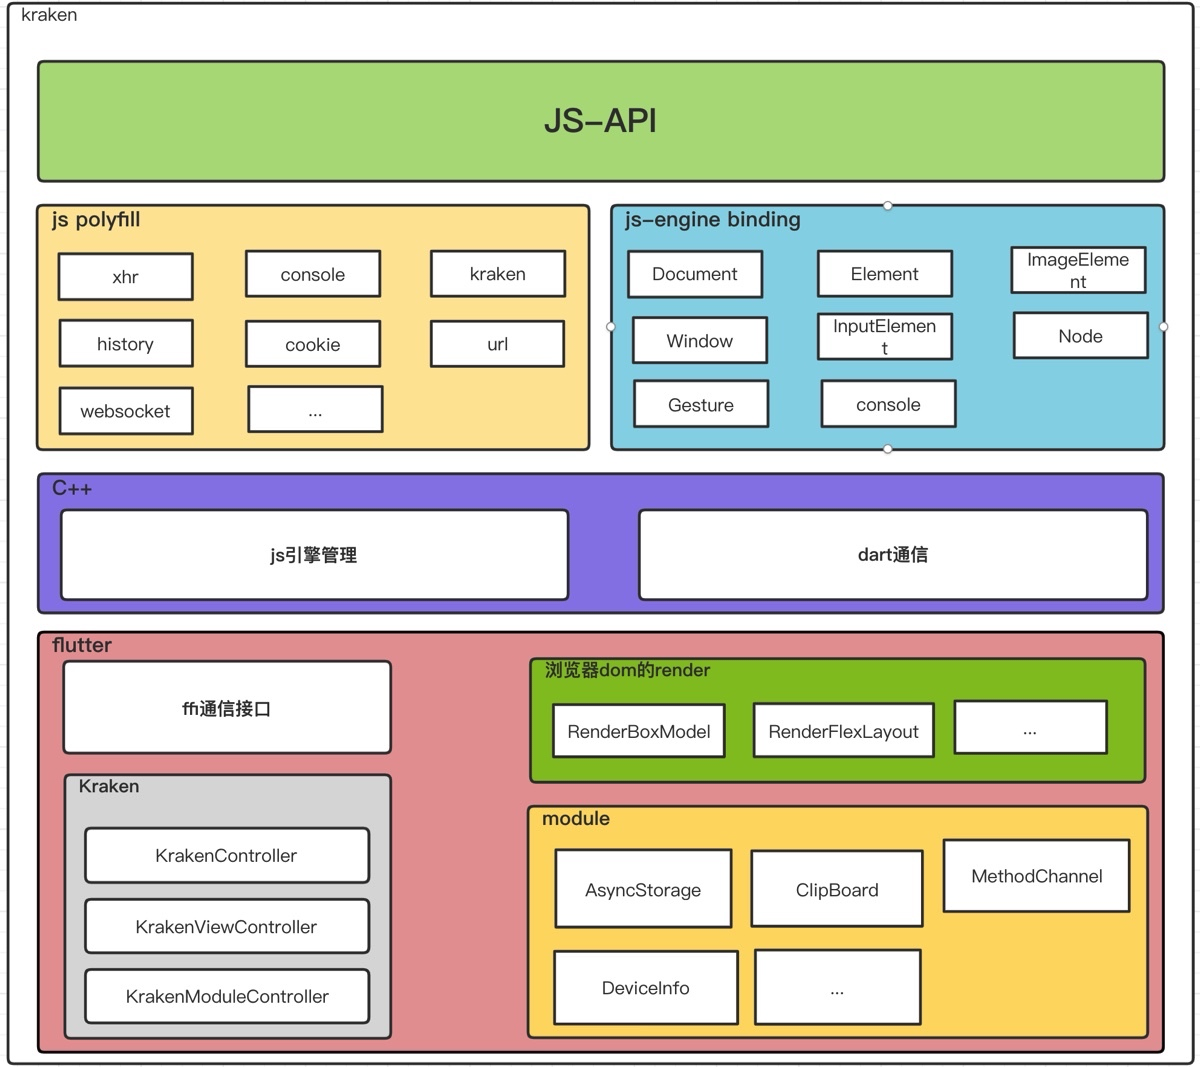 kraken
JS-API
js polyfill
xhr
console
kraken
history
cookie
url
websocket
...
js-engine binding
Document
Element
ImageEleme
nt
Window
InputElemen
t
Node
Gesture
console
C++
js引擎管理
dart通信
flutter
ffi通信接口
Kraken
KrakenController
KrakenViewController
KrakenModuleController
浏览器dom的render
RenderBoxModel
RenderFlexLayout
...
module
AsyncStorage
ClipBoard
MethodChannel
DeviceInfo
...